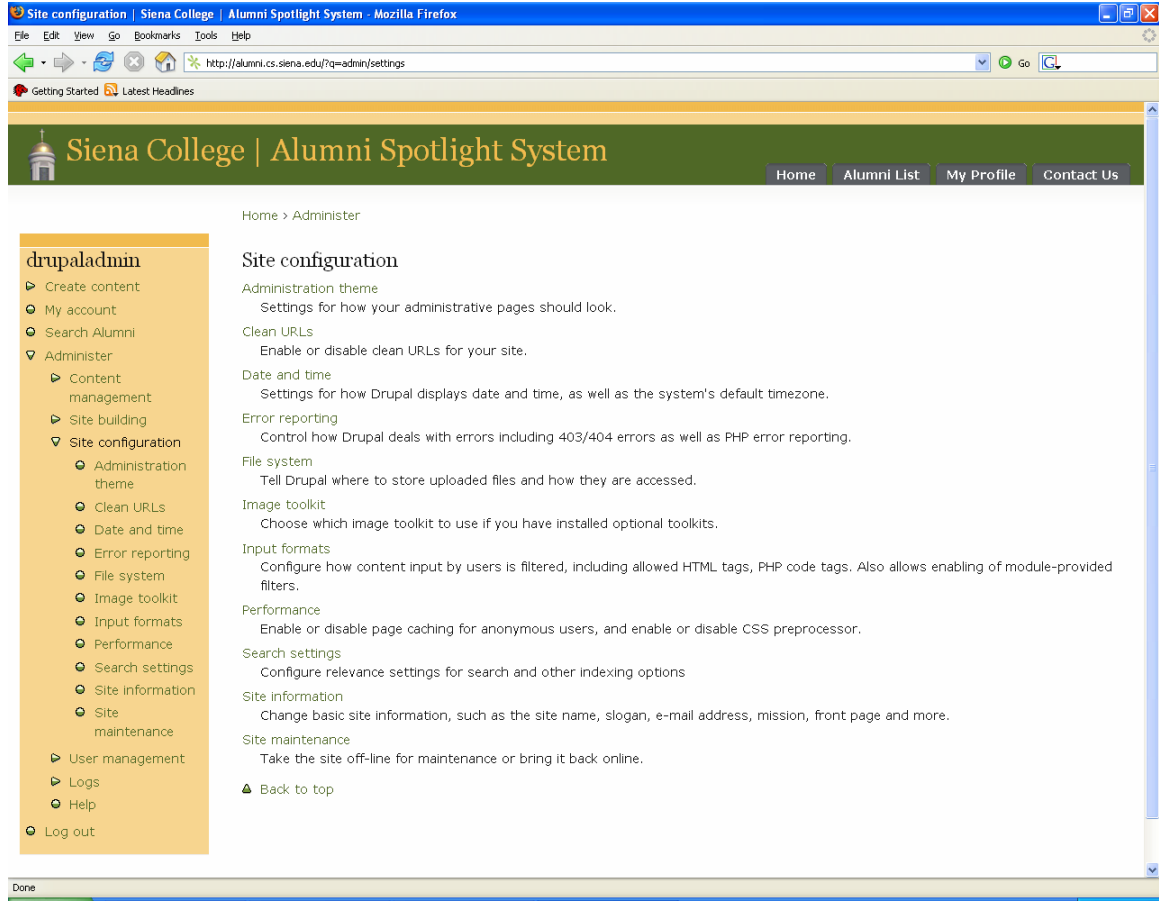 Site configuration | Siena College | Alumni Spotlight System - Mozilla Firefox
File Edit View Go Bookmarks Tools Help
http://alumni.cs.siena.edu/?q=admin/settings
Go
G
Getting Started
Latest Headlines
Siena College | Alumni Spotlight System
Home
Alumni List
My Profile
Contact Us
Home > Administer
drupaladmin
Create content
My account
Search Alumni
Administer
Content
management
Site building
Site configuration
Administration
theme
Clean URLs
Date and time
Error reporting
File system
Image toolkit
Input formats
Performance
Search settings
Site information
Site
maintenance
User management
Logs
Help
Log out
Site configuration
Administration theme
Settings for how your administrative pages should look.
Clean URLs
Enable or disable clean URLs for your site.
Date and time
Settings for how Drupal displays date and time, as well as the system's default timezone.
Error reporting
Control how Drupal deals with errors including 403/404 errors as well as PHP error reporting.
File system
Tell Drupal where to store uploaded files and how they are accessed.
Image toolkit
Choose which image toolkit to use if you have installed optional toolkits.
Input formats
Configure how content input by users is filtered, including allowed HTML tags, PHP code tags. Also allows enabling of module-provided
filters.
Performance
Enable or disable page caching for anonymous users, and enable or disable CSS preprocessor.
Search settings
Configure relevance settings for search and other indexing options
Site information
Change basic site information, such as the site name, slogan, e-mail address, mission, front page and more.
Site maintenance
Take the site off-line for maintenance or bring it back online.
Back to top
Done